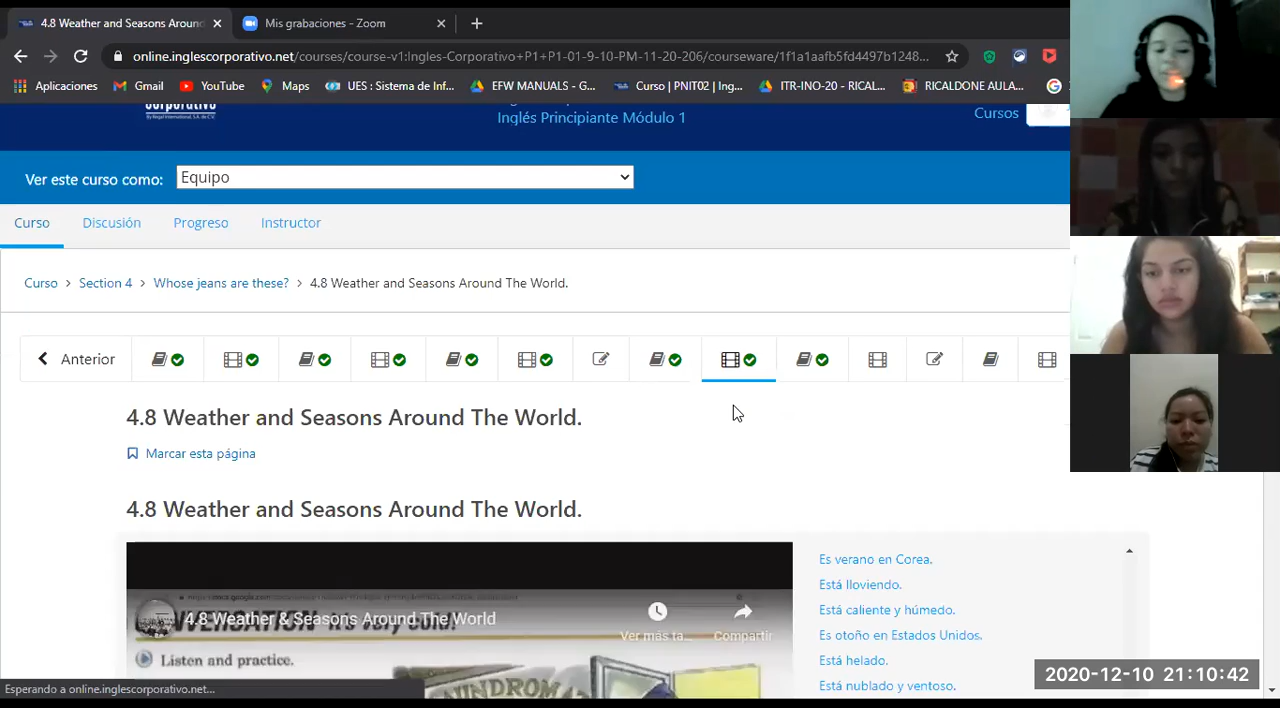 4.8 Weather and Seasons Around
Mis grabaciones - Zoom
online.inglescorporativo.net/courses/course-v1:Ingles-Corporativo+P1+P1-01-9-10-PM-11-20-206/courseware/1f1a1aafb5fd4497b1248...
Aplicaciones
Gmail
YouTube
Maps
UES : Sistema de Inf...
EFW MANUALS - G...
Curso | PNIT02 | Ing...
ITR-INO-20 - RICAL...
RICALDONE AULA...
Inglés Principiante Módulo 1
Cursos
Ver este curso como:
Equipo
Curso
Discusión
Progreso
Instructor
Curso > Section 4 > Whose jeans are these? > 4.8 Weather and Seasons Around The World.
Anterior
4.8 Weather and Seasons Around The World.
Marcar esta página
4.8 Weather and Seasons Around The World.
4.8 Weather & Seasons Around The World
Ver más ta...
Compartir
Listen and practice.
Es verano en Corea.
Está lloviendo.
Está caliente y húmedo.
Es otoño en Estados Unidos.
Está helado.
Está nublado y ventoso.
Esperando a online.inglescorporativo.net...
2020-12-10 21:10:42